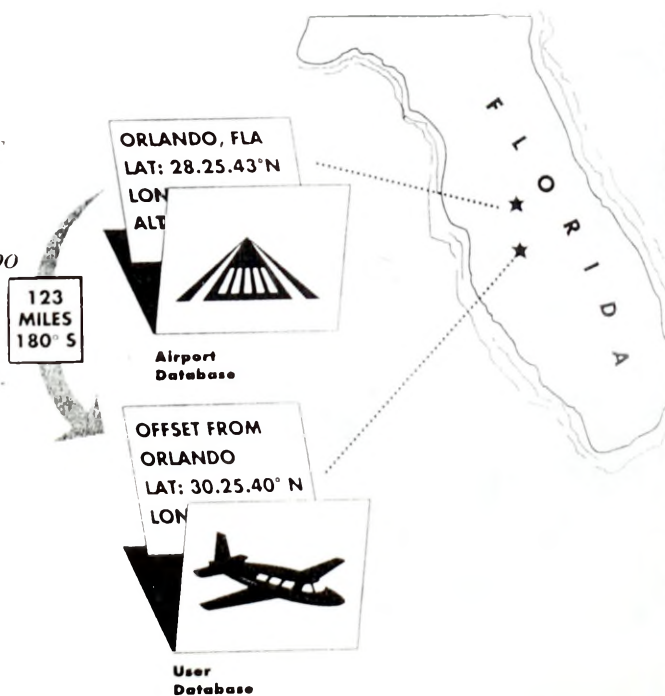 FLORIDA
ORLANDO, FLA
LAT: 28.25.43°N
LON
ALT
123
MILES
180° S
Airport
Database
OFFSET FROM
ORLANDO
LAT: 30.25.40° N
LON
User
Database